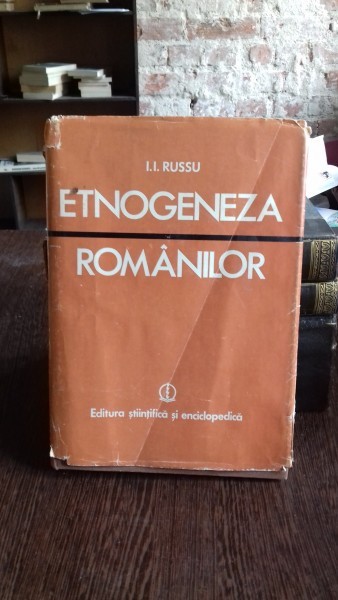 I.I. RUSSU
ETNOGENEZA
ROMÂNILOR
Editura științifică și enciclopedică